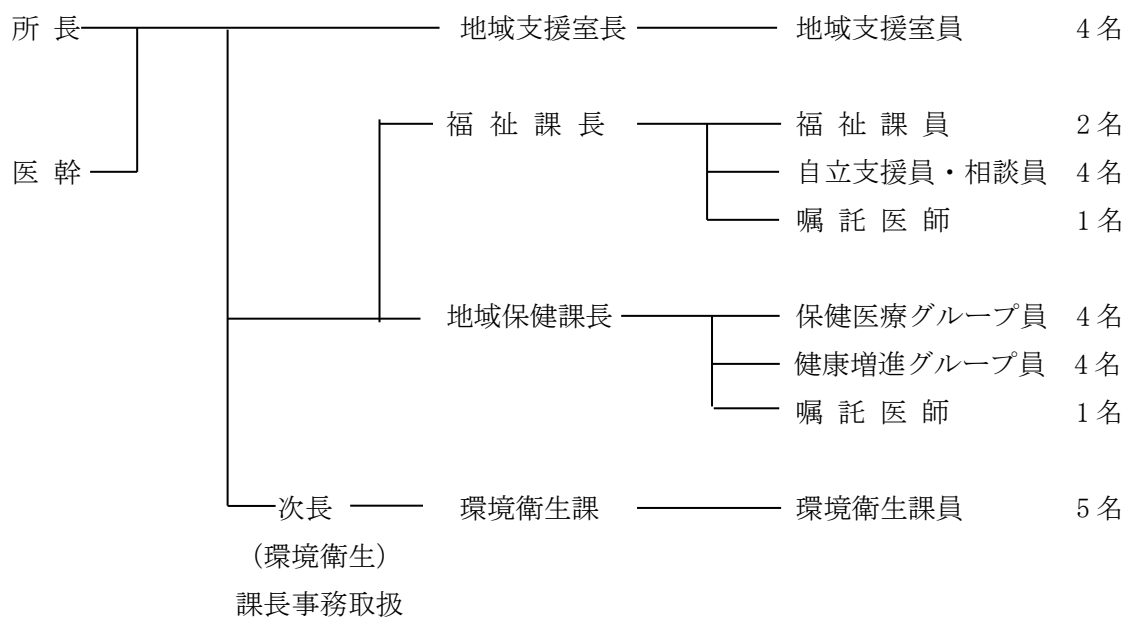 所 長 地域支援室長 地域支援室員 4 名
福 祉 課 長 福 祉 課 員 2 名
医 幹 自立支援員・相談員 4 名
嘱 託 医 師 1 名
地域保健課長 保健医療グループ員 4 名
健康増進グループ員 4 名
嘱 託 医 師 1 名
次長 環境衛生課 環境衛生課員 5 名
(環境衛生)
課長事務取扱